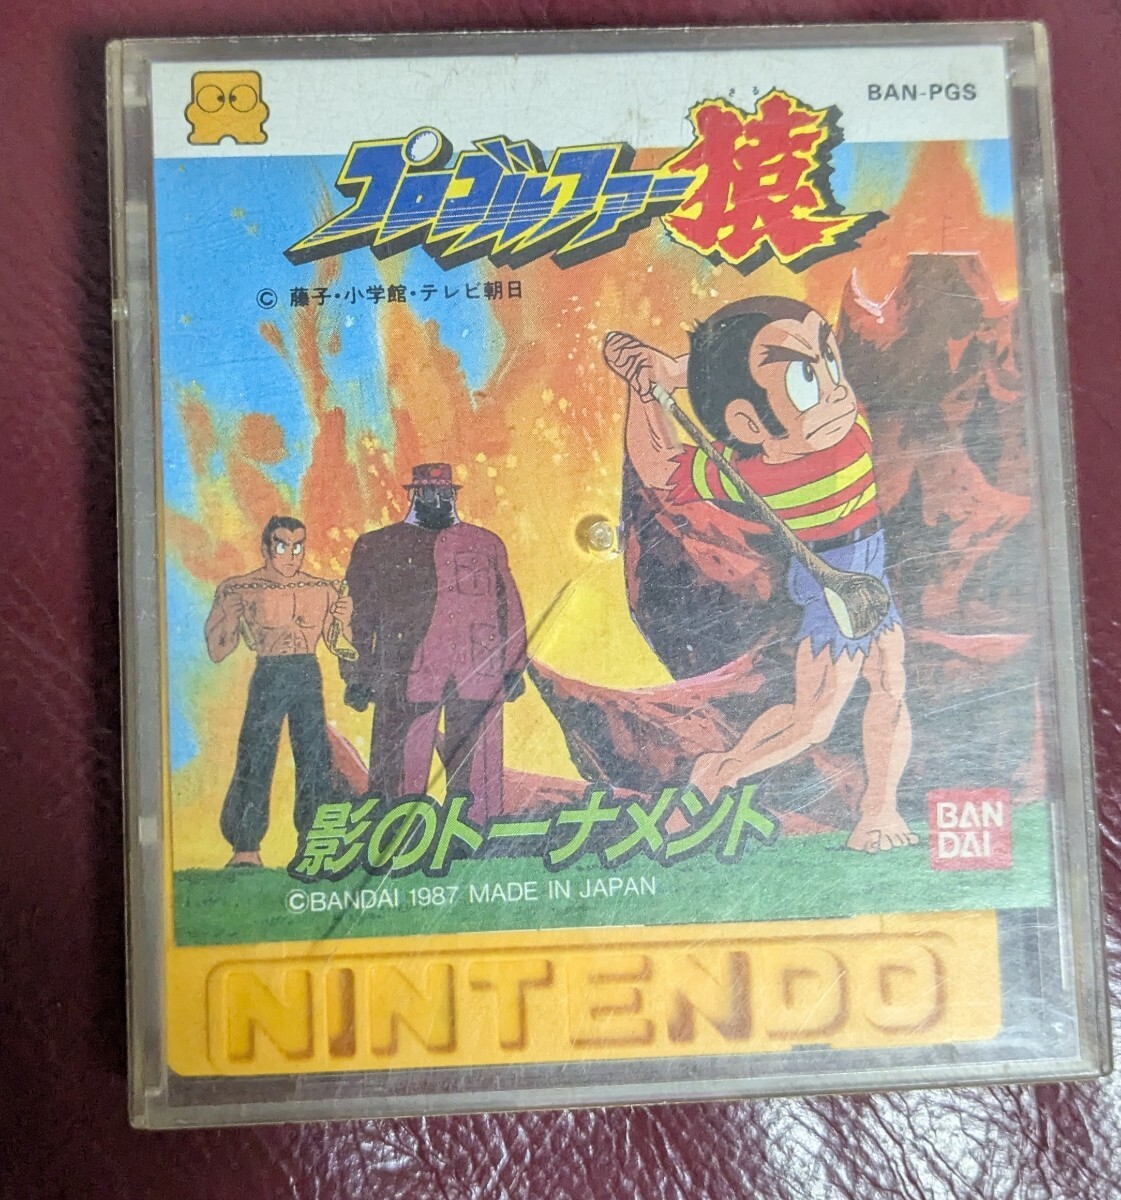 BAN-PGS
さる
プロゴルファー猿
© 藤子・小学館・テレビ朝日
影のトーナメント
BAN
DAI
©BANDAI 1987 MADE IN JAPAN
NINTENDO